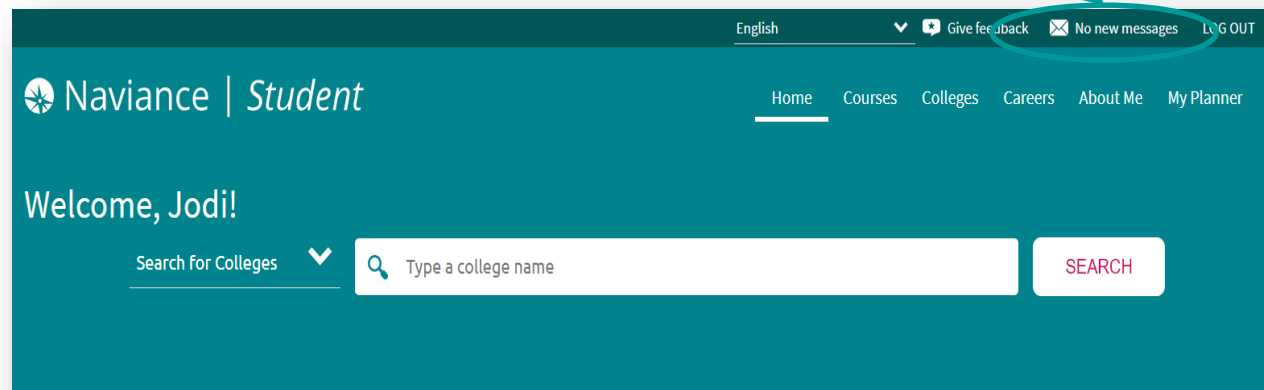 English Give feedback No new messages LOG OUT
Naviance | Student
Home Courses Colleges Careers About Me My Planner
Welcome, Jodi!
Search for Colleges Type a college name SEARCH